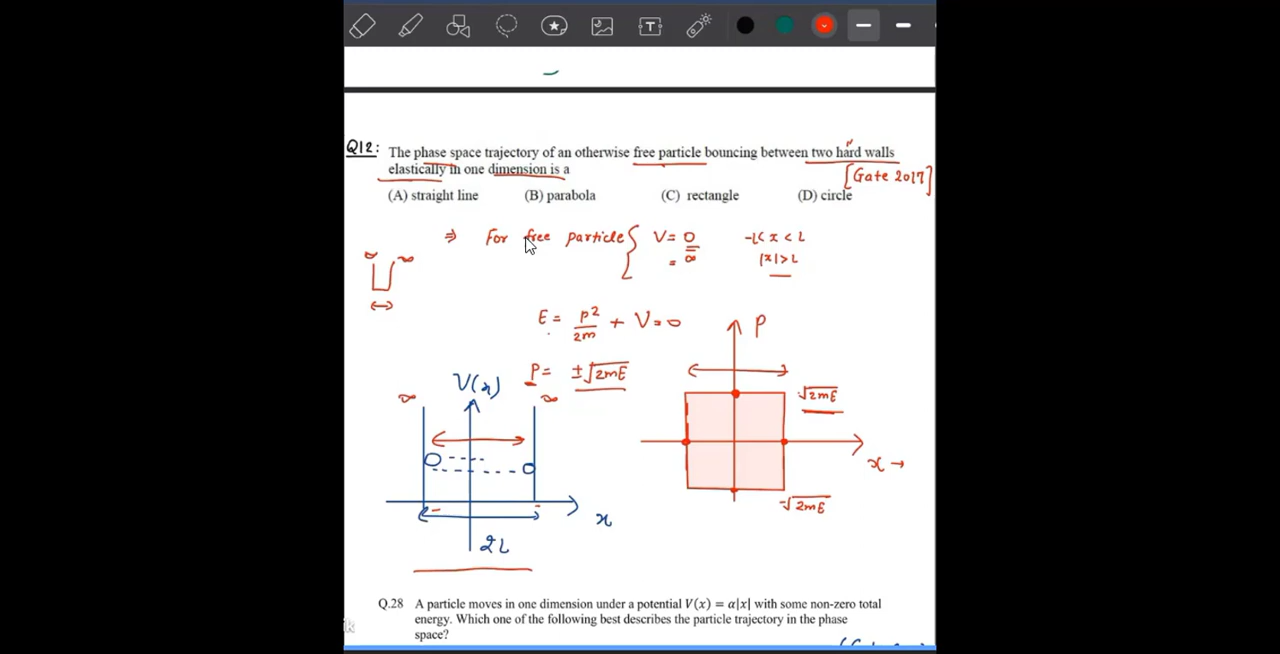 Q12: The phase space trajectory of an otherwise free particle bouncing between two hard walls
elastically in one dimension is a
[Gate 2017]
(A) straight line (B) parabola (C) rectangle (D) circle
⇒ For free particle { V = 0 -L < x < L
= ∞ |x| > L
∞ ∞
E = p²/2m + V=0
P
P = ±√2mE
V(x)
∞ ∞
√2mE
x →
-√2mE
x
2L
Q.28 A particle moves in one dimension under a potential V(x) = α|x| with some non-zero total
energy. Which one of the following best describes the particle trajectory in the phase
space?